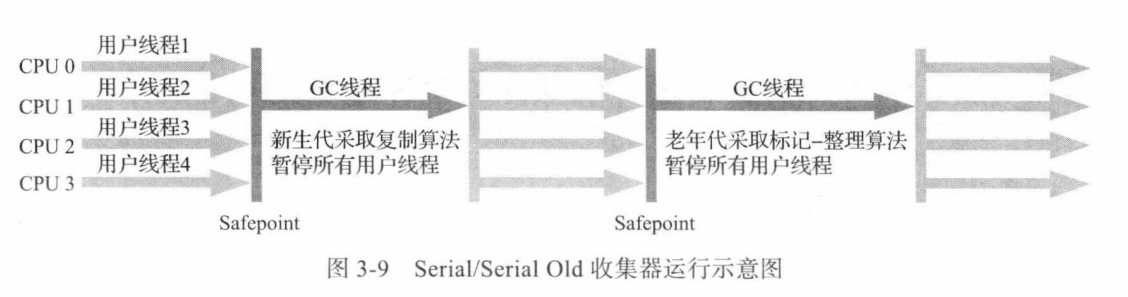 用户线程1
CPU 0
用户线程2
GC线程
GC线程
CPU 1
用户线程3
新生代采取复制算法
老年代采取标记–整理算法
CPU 2
用户线程4
暂停所有用户线程
暂停所有用户线程
CPU 3
Safepoint
Safepoint
图 3-9 Serial/Serial Old 收集器运行示意图